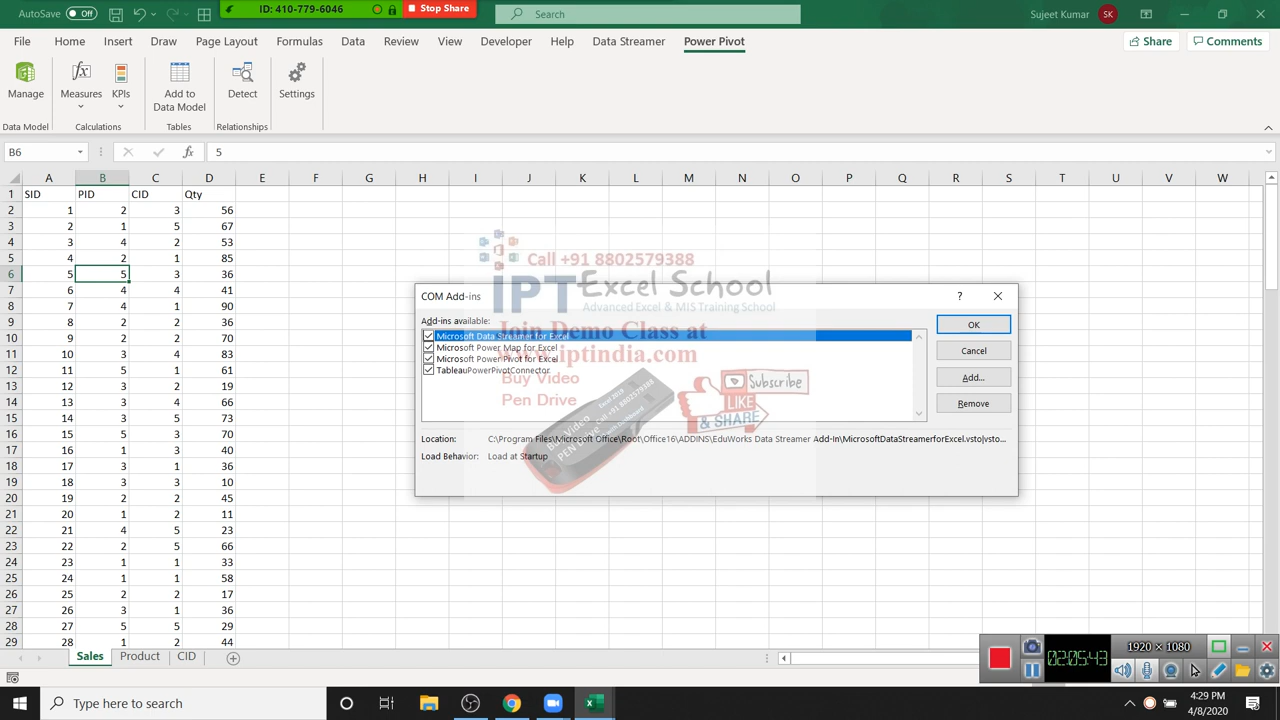 AutoSave Off
ID: 410-779-6046
Stop Share
Search
Sujeet Kumar
SK
File Home Insert Draw Page Layout Formulas Data Review View Developer Help Data Streamer Power Pivot
Share
Comments
Manage
Measures
KPIs
Add to
Data Model
Detect
Settings
Data Model
Calculations
Tables
Relationships
B6
fx
5
A B C D E F G H I J K L M N O P Q R S T U V W
1 SID PID CID Qty
2 1 2 3 56
3 2 1 5 67
4 3 4 2 53
5 4 2 1 85
6 5 5 3 36
7 6 4 4 41
8 7 4 1 90
9 8 2 2 36
10 9 2 2 70
11 10 3 4 83
12 11 5 1 61
13 12 3 2 19
14 13 3 4 66
15 14 3 5 73
16 15 5 3 70
17 16 5 1 40
18 17 3 1 36
19 18 3 3 10
20 19 2 2 45
21 20 1 2 11
22 21 4 5 23
23 22 2 5 66
24 23 1 1 33
25 24 1 1 58
26 25 2 2 17
27 26 3 1 36
28 27 5 5 29
29 28 1 2 44
Call +91 8802579388
IPT Excel School
Advanced Excel & MIS Training School
Join Demo Class at
www.iptindia.com
Buy Video
Pen Drive
Subscribe
LIKE
& SHARE
COM Add-ins
?
Add-ins available:
Microsoft Data Streamer for Excel
Microsoft Power Map for Excel
Microsoft Power Pivot for Excel
TableauPowerPivotConnector
OK
Cancel
Add...
Remove
Location: C:\Program Files\Microsoft Office\Root\Office16\ADDINS\EduWorks Data Streamer Add-In\MicrosoftDataStreamerforExcel.vsto|vsto...
Load Behavior: Load at Startup
Sales Product CID
02:05:43
1920 × 1080
Type here to search
4:29 PM
4/8/2020